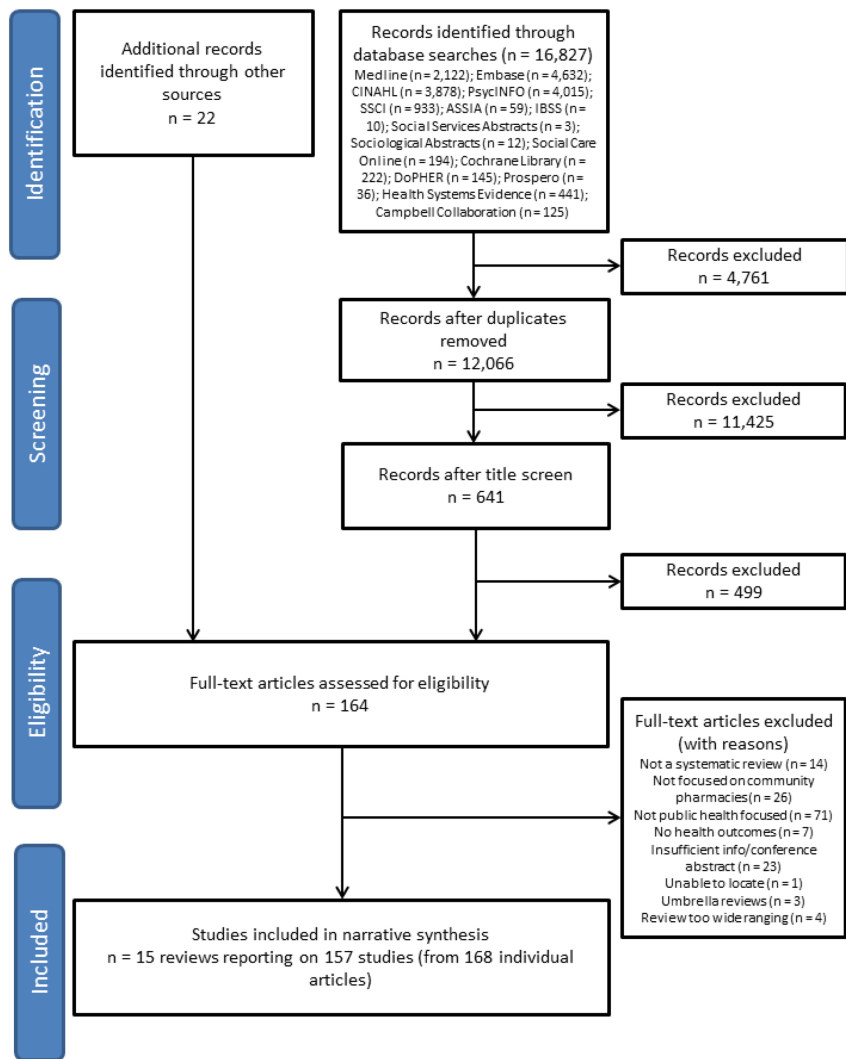 Identification
Additional records
identified through other
sources
n = 22
Records identified through
database searches (n = 16,827)
Medline (n = 2,122); Embase (n = 4,632);
CINAHL (n = 3,878); PsycINFO (n = 4,015);
SSCI (n = 933); ASSIA (n = 59); IBSS (n =
10); Social Services Abstracts (n = 3);
Sociological Abstracts (n = 12); Social Care
Online (n = 194); Cochrane Library (n =
222); DoPHER (n = 145); Prospero (n =
36); Health Systems Evidence (n = 441);
Campbell Collaboration (n = 125)
Records excluded
n = 4,761
Screening
Records after duplicates
removed
n = 12,066
Records excluded
n = 11,425
Records after title screen
n = 641
Records excluded
n = 499
Eligibility
Full-text articles assessed for eligibility
n = 164
Full-text articles excluded
(with reasons)
Not a systematic review (n = 14)
Not focused on community
pharmacies (n = 26)
Not public health focused (n = 71)
No health outcomes (n = 7)
Insufficient info/conference
abstract (n = 23)
Unable to locate (n = 1)
Umbrella reviews (n = 3)
Review too wide ranging (n = 4)
Included
Studies included in narrative synthesis
n = 15 reviews reporting on 157 studies (from 168 individual
articles)